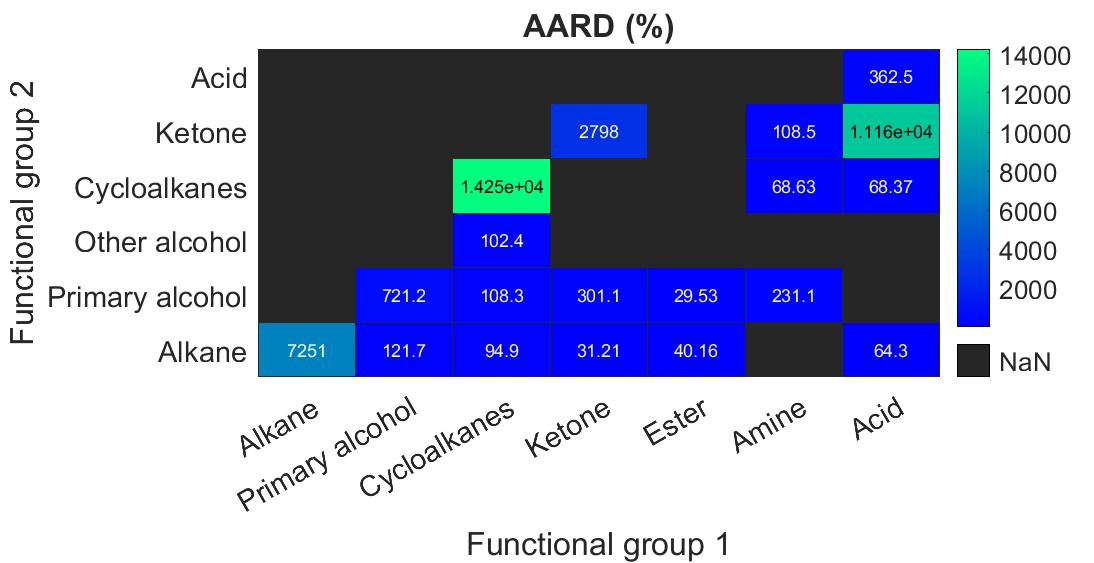 AARD (%)
Functional group 2
Acid
362.5
Ketone
2798
108.5
1.116e+04
Cycloalkanes
1.425e+04
68.63
68.37
Other alcohol
102.4
Primary alcohol
721.2
108.3
301.1
29.53
231.1
Alkane
7251
121.7
94.9
31.21
40.16
64.3
Alkane
Primary alcohol
Cycloalkanes
Ketone
Ester
Amine
Acid
Functional group 1
14000
12000
10000
8000
6000
4000
2000
NaN